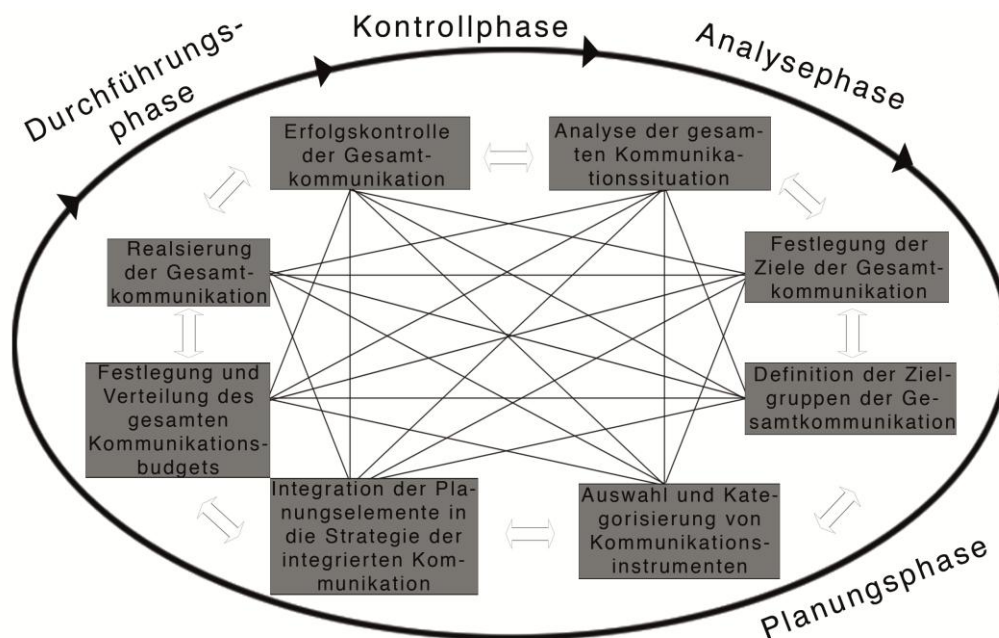 Durchführungs-
phase
Kontrollphase
Analysephase
Erfolgskontrolle
der Gesamt-
kommunikation
Analyse der gesam-
ten Kommunika-
tionssituation
Realsierung
der Gesamt-
kommunikation
Festlegung der
Ziele der Gesamt-
kommunikation
Festlegung und
Verteilung des
gesamten
Kommunikations-
budgets
Definition der Ziel-
gruppen der Ge-
samtkommunikation
Integration der Pla-
nungselemente in
die Strategie der
integrierten Kom-
munikation
Auswahl und Kate-
gorisierung von
Kommunikations-
instrumenten
Planungsphase